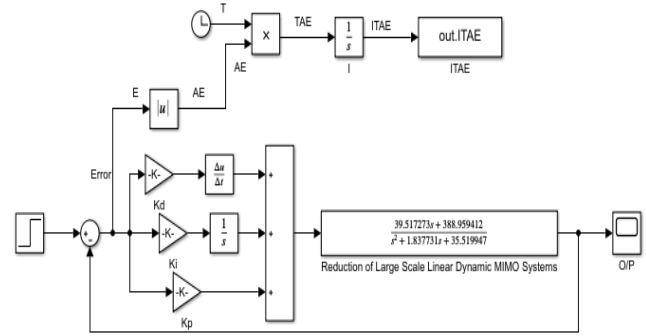 T
TAE
ITAE
×
1
s
I
out.ITAE
ITAE
AE
E
|u|
AE
Error
-K-
Kd
Δu
Δt
+
-K-
Ki
1
s
+
-K-
Kp
+
+
−
39.517273s + 388.959412
s² + 1.837731s + 35.519947
Reduction of Large Scale Linear Dynamic MIMO Systems
O/P